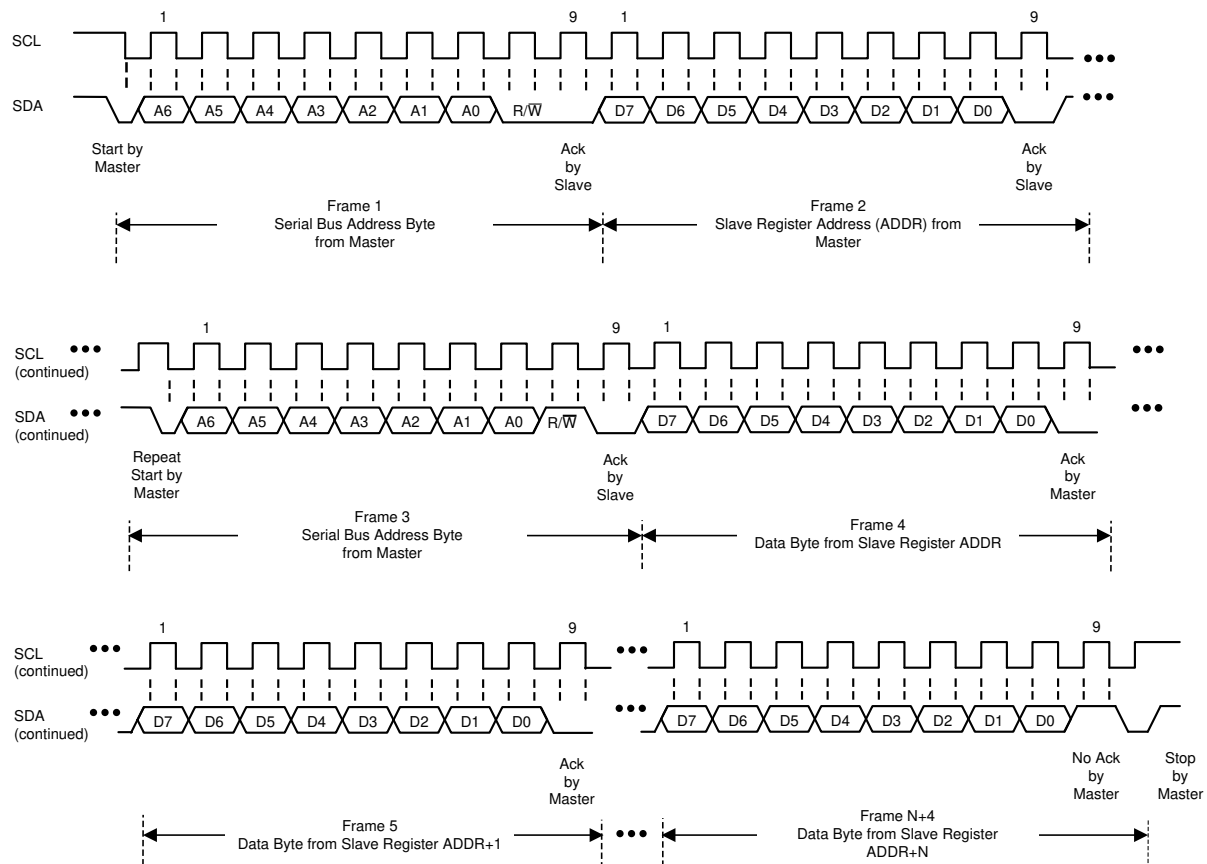 1 9 1 9
SCL
SDA A6 A5 A4 A3 A2 A1 A0 R/W̅ D7 D6 D5 D4 D3 D2 D1 D0
Start by
Master
Ack
by
Slave
Ack
by
Slave
Frame 1
Serial Bus Address Byte
from Master
Frame 2
Slave Register Address (ADDR) from
Master
1 9 1 9
SCL
(continued)
SDA
(continued)
A6 A5 A4 A3 A2 A1 A0 R/W̅ D7 D6 D5 D4 D3 D2 D1 D0
Repeat
Start by
Master
Ack
by
Slave
Ack
by
Master
Frame 3
Serial Bus Address Byte
from Master
Frame 4
Data Byte from Slave Register ADDR
1 9 1 9
SCL
(continued)
SDA
(continued)
D7 D6 D5 D4 D3 D2 D1 D0 D7 D6 D5 D4 D3 D2 D1 D0
Ack
by
Master
No Ack
by
Master
Stop
by
Master
Frame 5
Data Byte from Slave Register ADDR+1
Frame N+4
Data Byte from Slave Register
ADDR+N